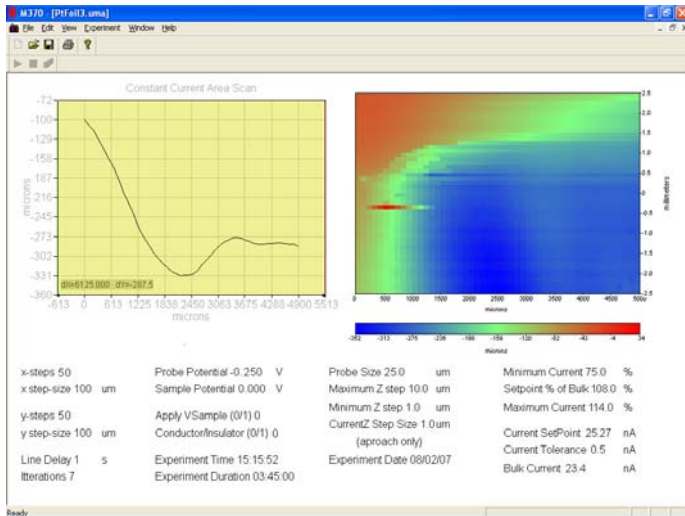 M370 - [PtFoil3.uma]
File Edit View Experiment Window Help
Constant Current Area Scan
-72
-100
-129
-158
-187
-216
-245
-273
-302
-331
-360
microns
dX=6125.000 dY=-287.5
-613 0 613 1225 1838 2450 3063 3675 4288 4900 5513
microns
2.5
2.0
1.5
1.0
0.5
0
-0.5
-1.0
-1.5
-2.0
-2.5
millimeters
0 500 1000 1500 2000 2500 3000 3500 4000 4500 500
microns
-352 -313 -275 -236 -198 -159 -120 -82 -43 -4 34
microns
x-steps 50
x step-size 100 um
y-steps 50
y step-size 100 um
Line Delay 1 s
Itterations 7
Probe Potential -0.250 V
Sample Potential 0.000 V
Apply VSample (0/1) 0
Conductor/Insulator (0/1) 0
Experiment Time 15:15:52
Experiment Duration 03:45:00
Probe Size 25.0 um
Maximum Z step 10.0 um
Minimum Z step 1.0 um
CurrentZ Step Size 1.0 um
(aproach only)
Experiment Date 08/02/07
Minimum Current 75.0 %
Setpoint % of Bulk 108.0 %
Maximum Current 114.0 %
Current SetPoint 25.27 nA
Current Tolerance 0.5 nA
Bulk Current 23.4 nA
Ready